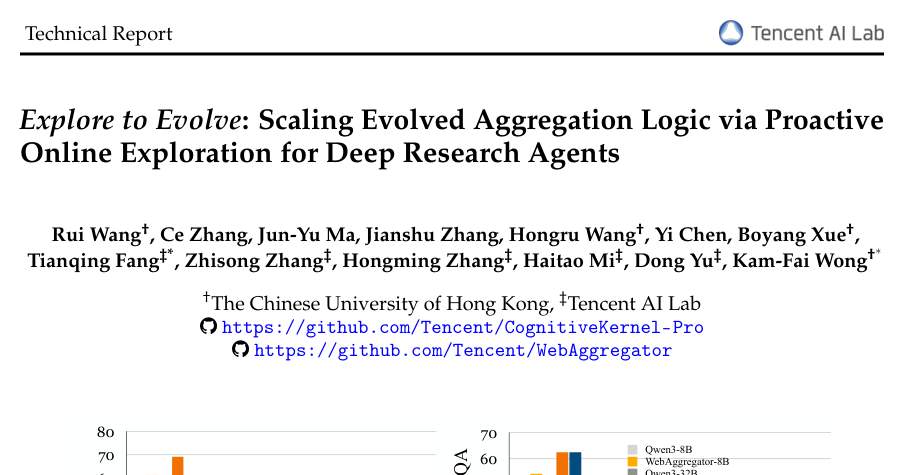 Technical Report
Tencent AI Lab
Explore to Evolve: Scaling Evolved Aggregation Logic via Proactive
Online Exploration for Deep Research Agents
Rui Wang†, Ce Zhang, Jun-Yu Ma, Jianshu Zhang, Hongru Wang†, Yi Chen, Boyang Xue†,
Tianqing Fang‡*, Zhisong Zhang‡, Hongming Zhang‡, Haitao Mi‡, Dong Yu‡, Kam-Fai Wong†*
†The Chinese University of Hong Kong, ‡Tencent AI Lab
https://github.com/Tencent/CognitiveKernel-Pro
https://github.com/Tencent/WebAggregator
80
70
70
60
QA
Qwen3-8B
WebAggregator-8B
Qwen3-32B